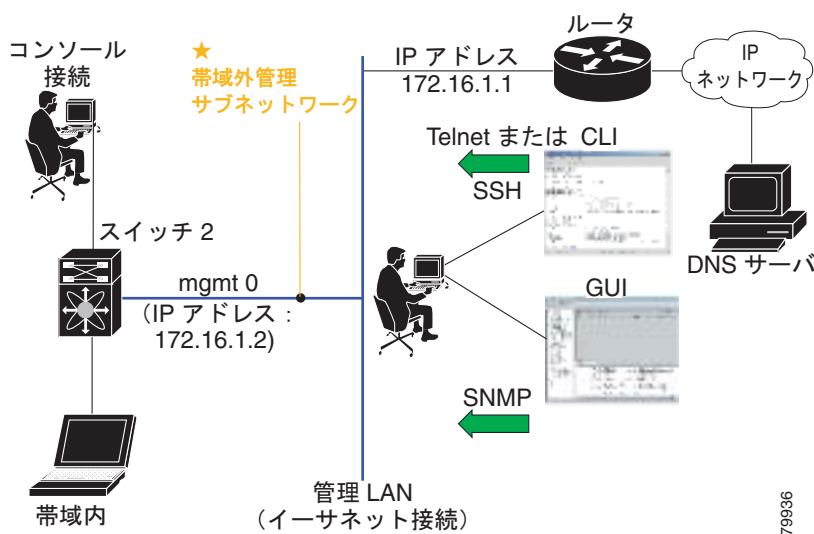 コンソール
接続
★
帯域外管理
サブネットワーク
IP アドレス
172.16.1.1
ルータ
IP
ネットワーク
Telnet または CLI
SSH
スイッチ 2
mgmt 0
（IP アドレス :
172.16.1.2)
DNS サーバ
GUI
SNMP
帯域内
管理 LAN
（イーサネット接続）
79936